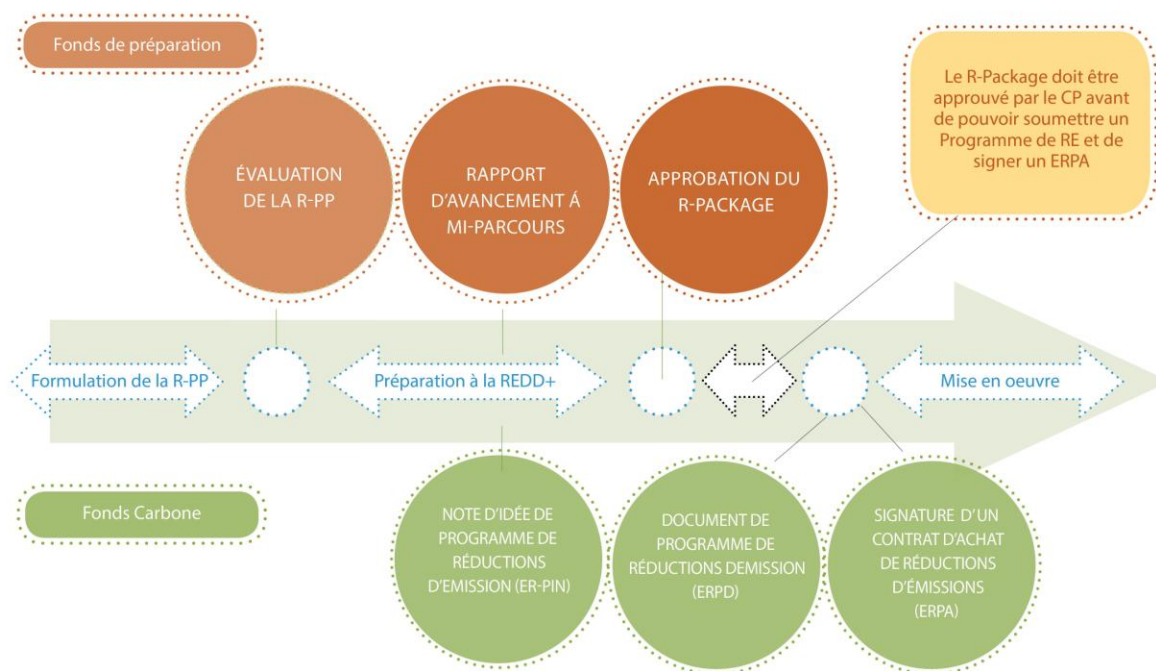 Fonds de préparation
Le R-Package doit être
approuvé par le CP avant
de pouvoir soumettre un
Programme de RE et de
signer un ERPA
ÉVALUATION
DE LA R-PP
RAPPORT
D'AVANCEMENT Á
MI-PARCOURS
APPROBATION DU
R-PACKAGE
Formulation de la R-PP
Préparation à la REDD+
Mise en oeuvre
Fonds Carbone
NOTE D'IDÉE DE
PROGRAMME DE
RÉDUCTIONS
D'EMISSION (ER-PIN)
DOCUMENT DE
PROGRAMME DE
RÉDUCTIONS DEMISSION
(ERPD)
SIGNATURE D'UN
CONTRAT D'ACHAT
DE RÉDUCTIONS
D'ÉMISSIONS
(ERPA)